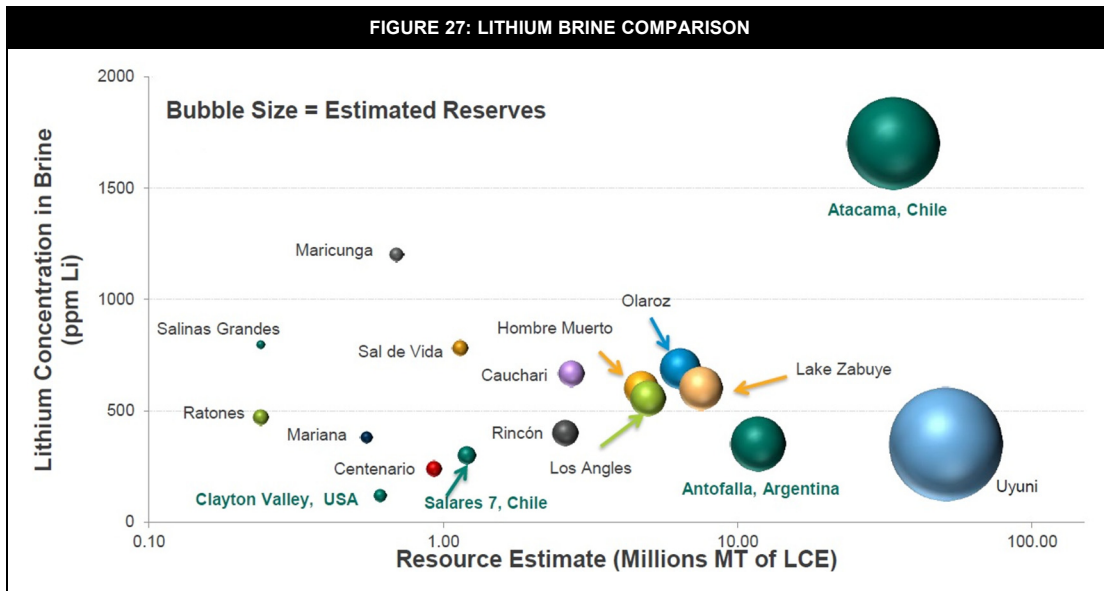 FIGURE 27: LITHIUM BRINE COMPARISON
Bubble Size = Estimated Reserves
Lithium Concentration in Brine
(ppm Li)
2000
1500
1000
500
0
Atacama, Chile
Maricunga
Olaroz
Salinas Grandes
Hombre Muerto
Sal de Vida
Cauchari
Lake Zabuye
Ratones
Mariana
Rincón
Centenario
Los Angles
Clayton Valley, USA
Salares 7, Chile
Antofalla, Argentina
Uyuni
0.10
1.00
10.00
100.00
Resource Estimate (Millions MT of LCE)